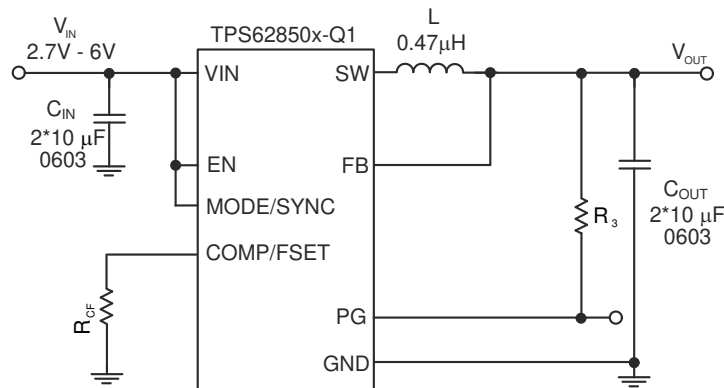 TPS62850x-Q1
V_IN
2.7V - 6V
L
0.47µH
V_OUT
VIN
SW
C_IN
2*10 µF
0603
EN
FB
MODE/SYNC
COMP/FSET
R_3
C_OUT
2*10 µF
0603
R_CF
PG
GND